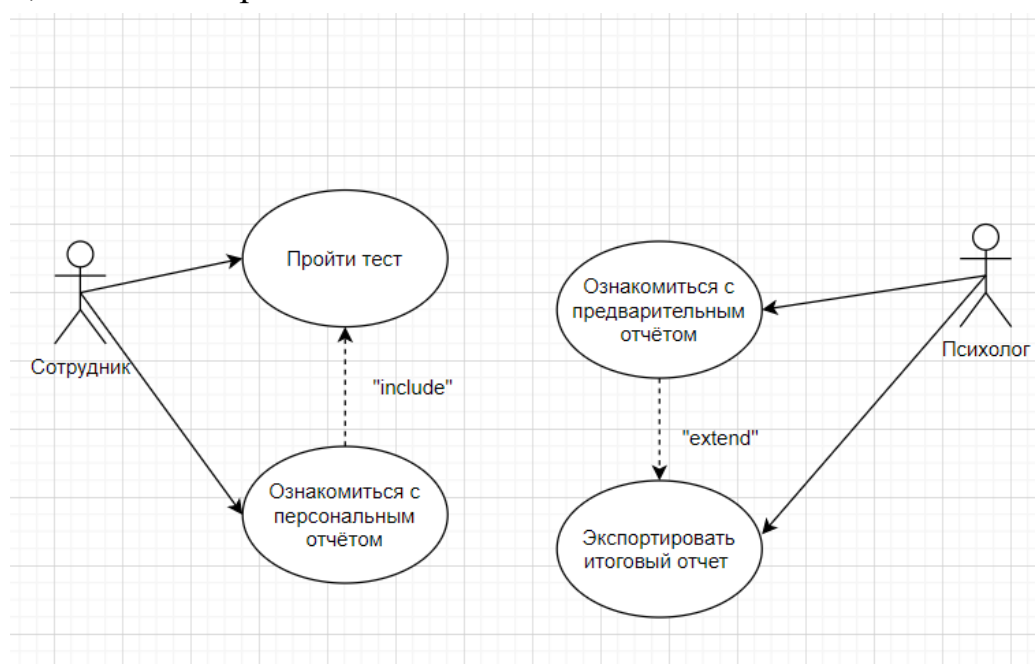 Пройти тест
Сотрудник
"include"
Ознакомиться с
персональным
отчётом
Ознакомиться с
предварительным
отчётом
Психолог
"extend"
Экспортировать
итоговый отчет